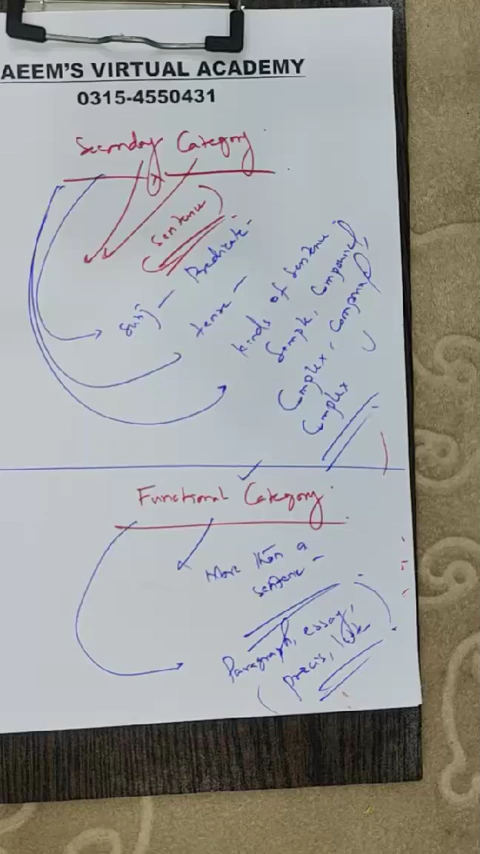 AEEM'S VIRTUAL ACADEMY
0315-4550431
Secondary Category
(Sentence)
Subj — Predicate —
tense —
Kinds of Sentence
Simple, Compound,
Complex, Compound
Complex
Functional Category
More than a
sentence —
Paragraph, essay,
(precis,